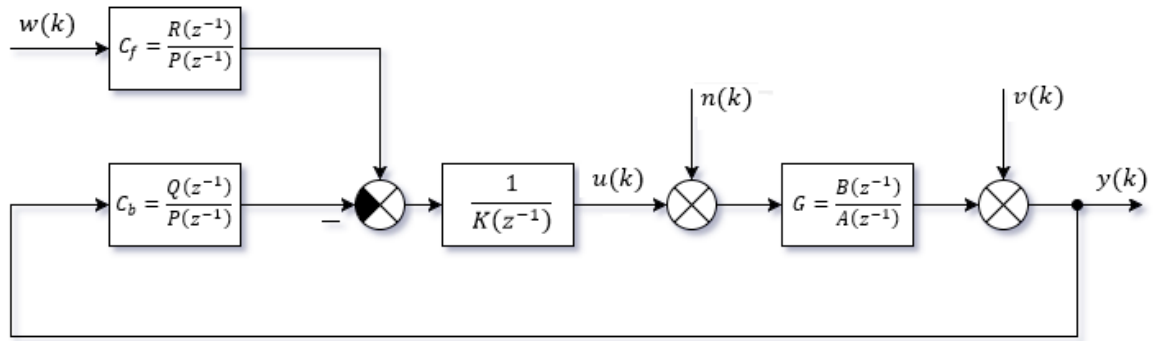 w(k)
C_f = R(z^{-1}) / P(z^{-1})
n(k)
v(k)
C_b = Q(z^{-1}) / P(z^{-1})
−
1 / K(z^{-1})
u(k)
G = B(z^{-1}) / A(z^{-1})
y(k)